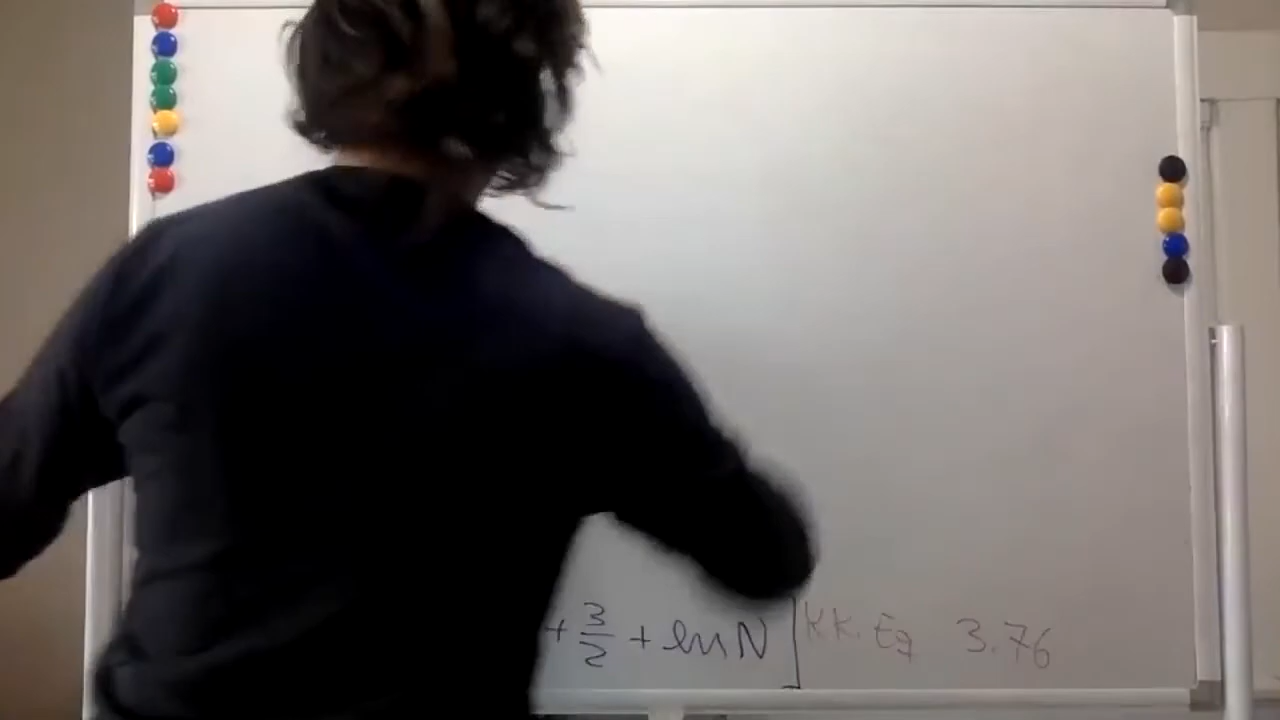 + 3/2 + ln N ] KK. Eq 3.76